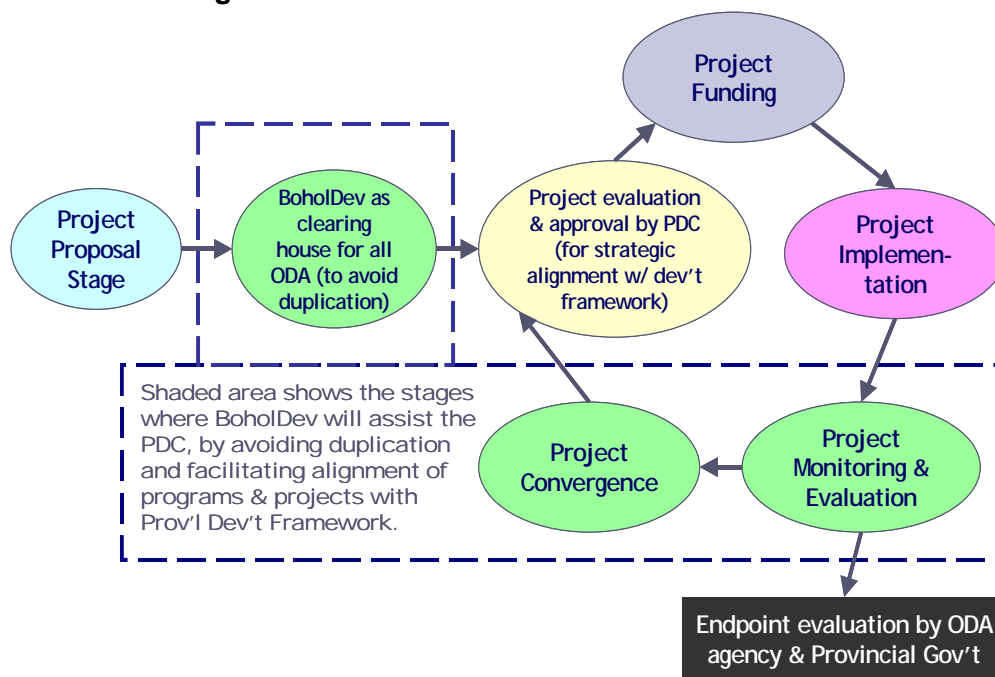 Project
Funding
Project
Proposal
Stage
BoholDev as
clearing
house for all
ODA (to avoid
duplication)
Project evaluation
& approval by PDC
(for strategic
alignment w/ dev't
framework)
Project
Implemen-
tation
Shaded area shows the stages
where BoholDev will assist the
PDC, by avoiding duplication
and facilitating alignment of
programs & projects with
Prov'l Dev't Framework.
Project
Convergence
Project
Monitoring &
Evaluation
Endpoint evaluation by ODA
agency & Provincial Gov't